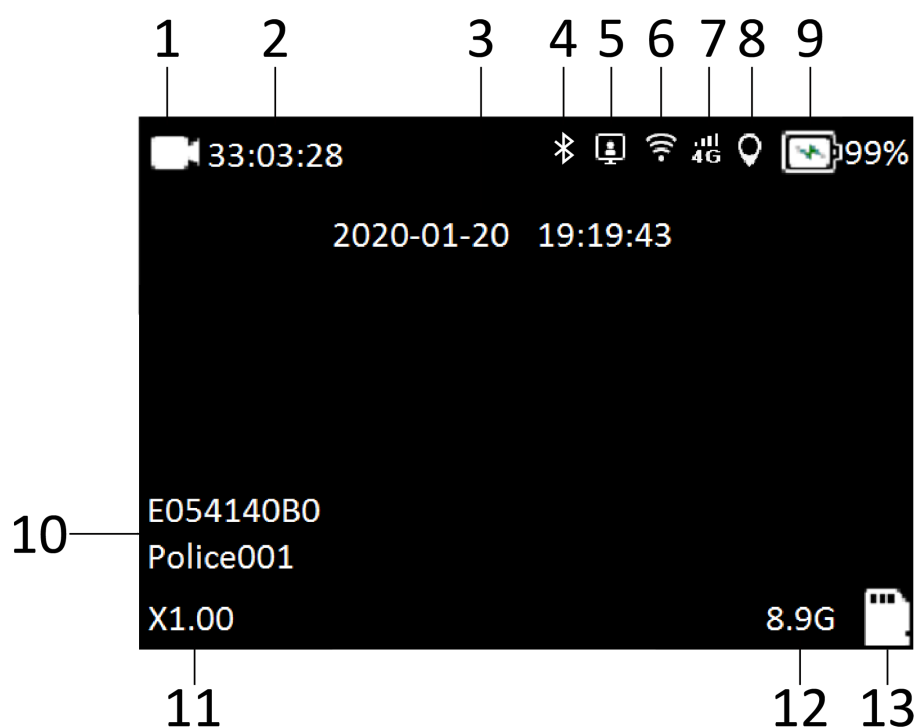 1 2 3 4 5 6 7 8 9
33:03:28 4G 99%
2020-01-20 19:19:43
E054140B0
10
Police001
X1.00 8.9G
11 12 13